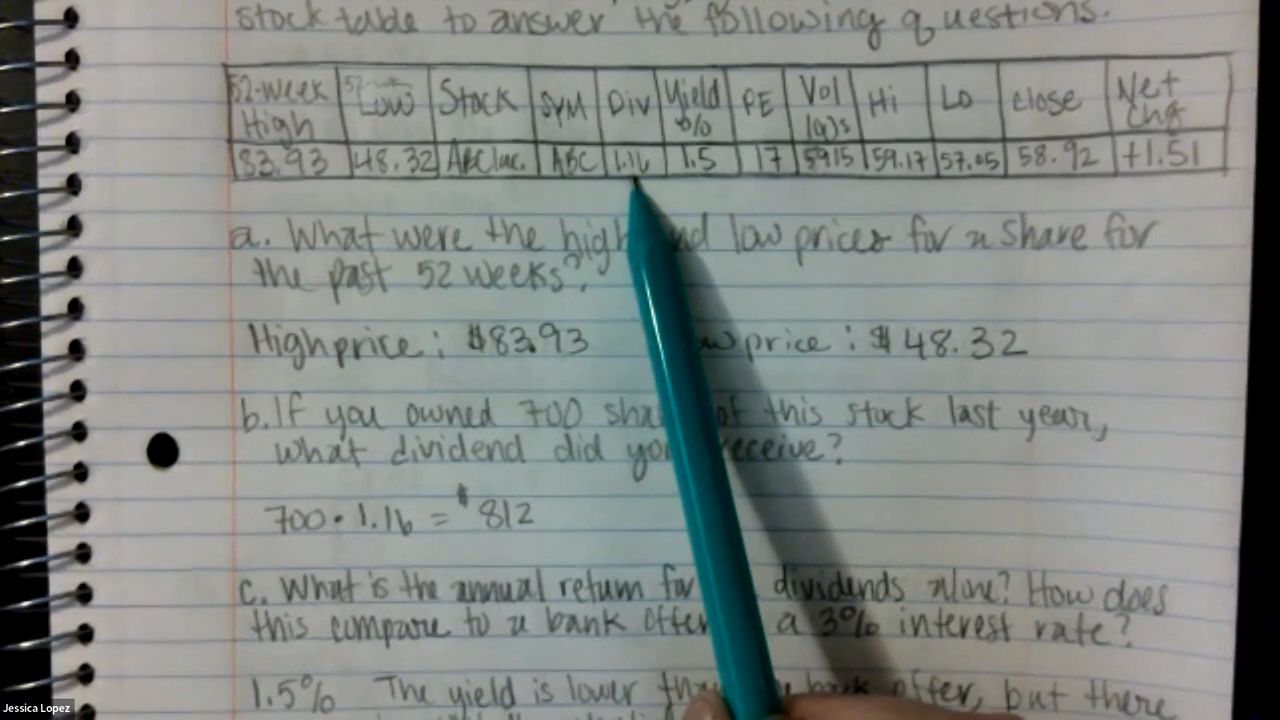 stock table to answer the following questions.
52-week High 52-week Low Stock SYM Div Yield % PE Vol 100s Hi Lo close Net Chg
83.93 48.32 ABC Inc. ABC 1.16 1.5 17 5915 59.17 57.05 58.92 +1.51
a. What were the high and low prices for a share for
the past 52 weeks?
High price: $83.93 price: $48.32
b. If you owned 700 of this stock last year,
what dividend did you receive?
700 · 1.16 = $812
c. What is the annual return for dividends alone? How does
this compare to a bank offer a 3% interest rate?
1.5% The yield is lower bank offer, but there
Jessica Lopez